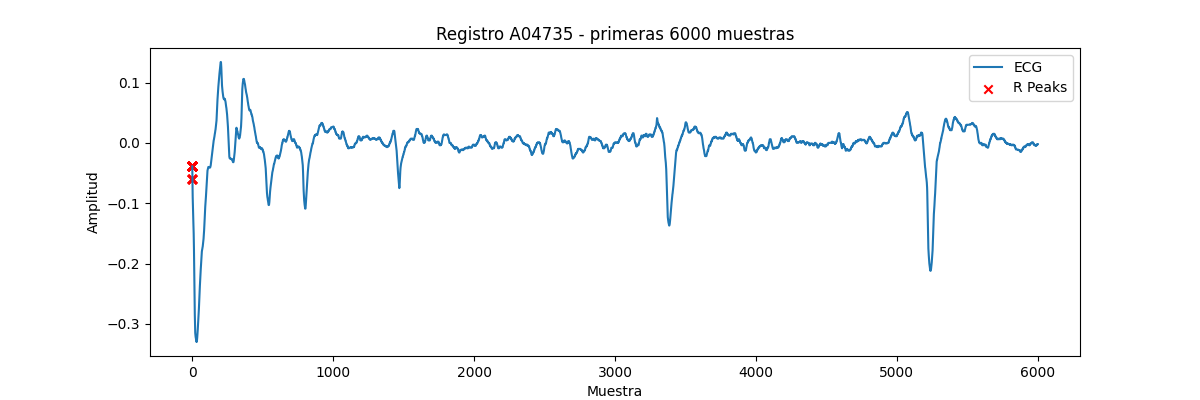 Registro A04735 - primeras 6000 muestras
ECG
R Peaks
Amplitud
0.1
0.0
−0.1
−0.2
−0.3
0 1000 2000 3000 4000 5000 6000
Muestra